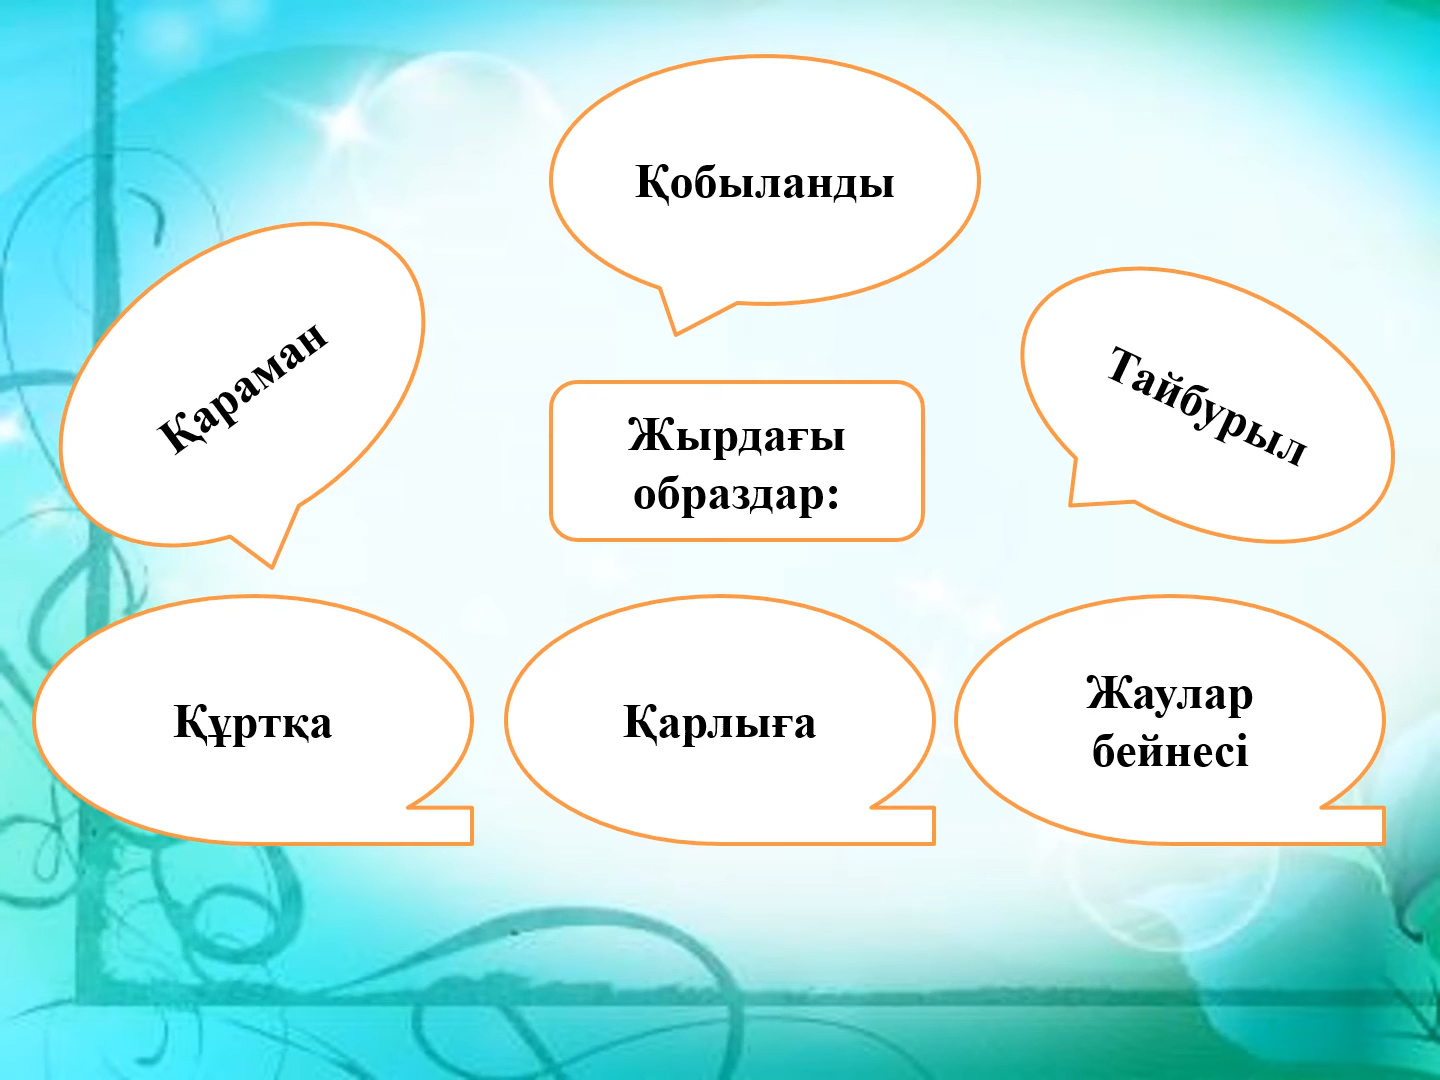 Қобыланды
Қараман
Тайбурыл
Жырдағы
образдар:
Құртқа
Қарлыға
Жаулар
бейнесі